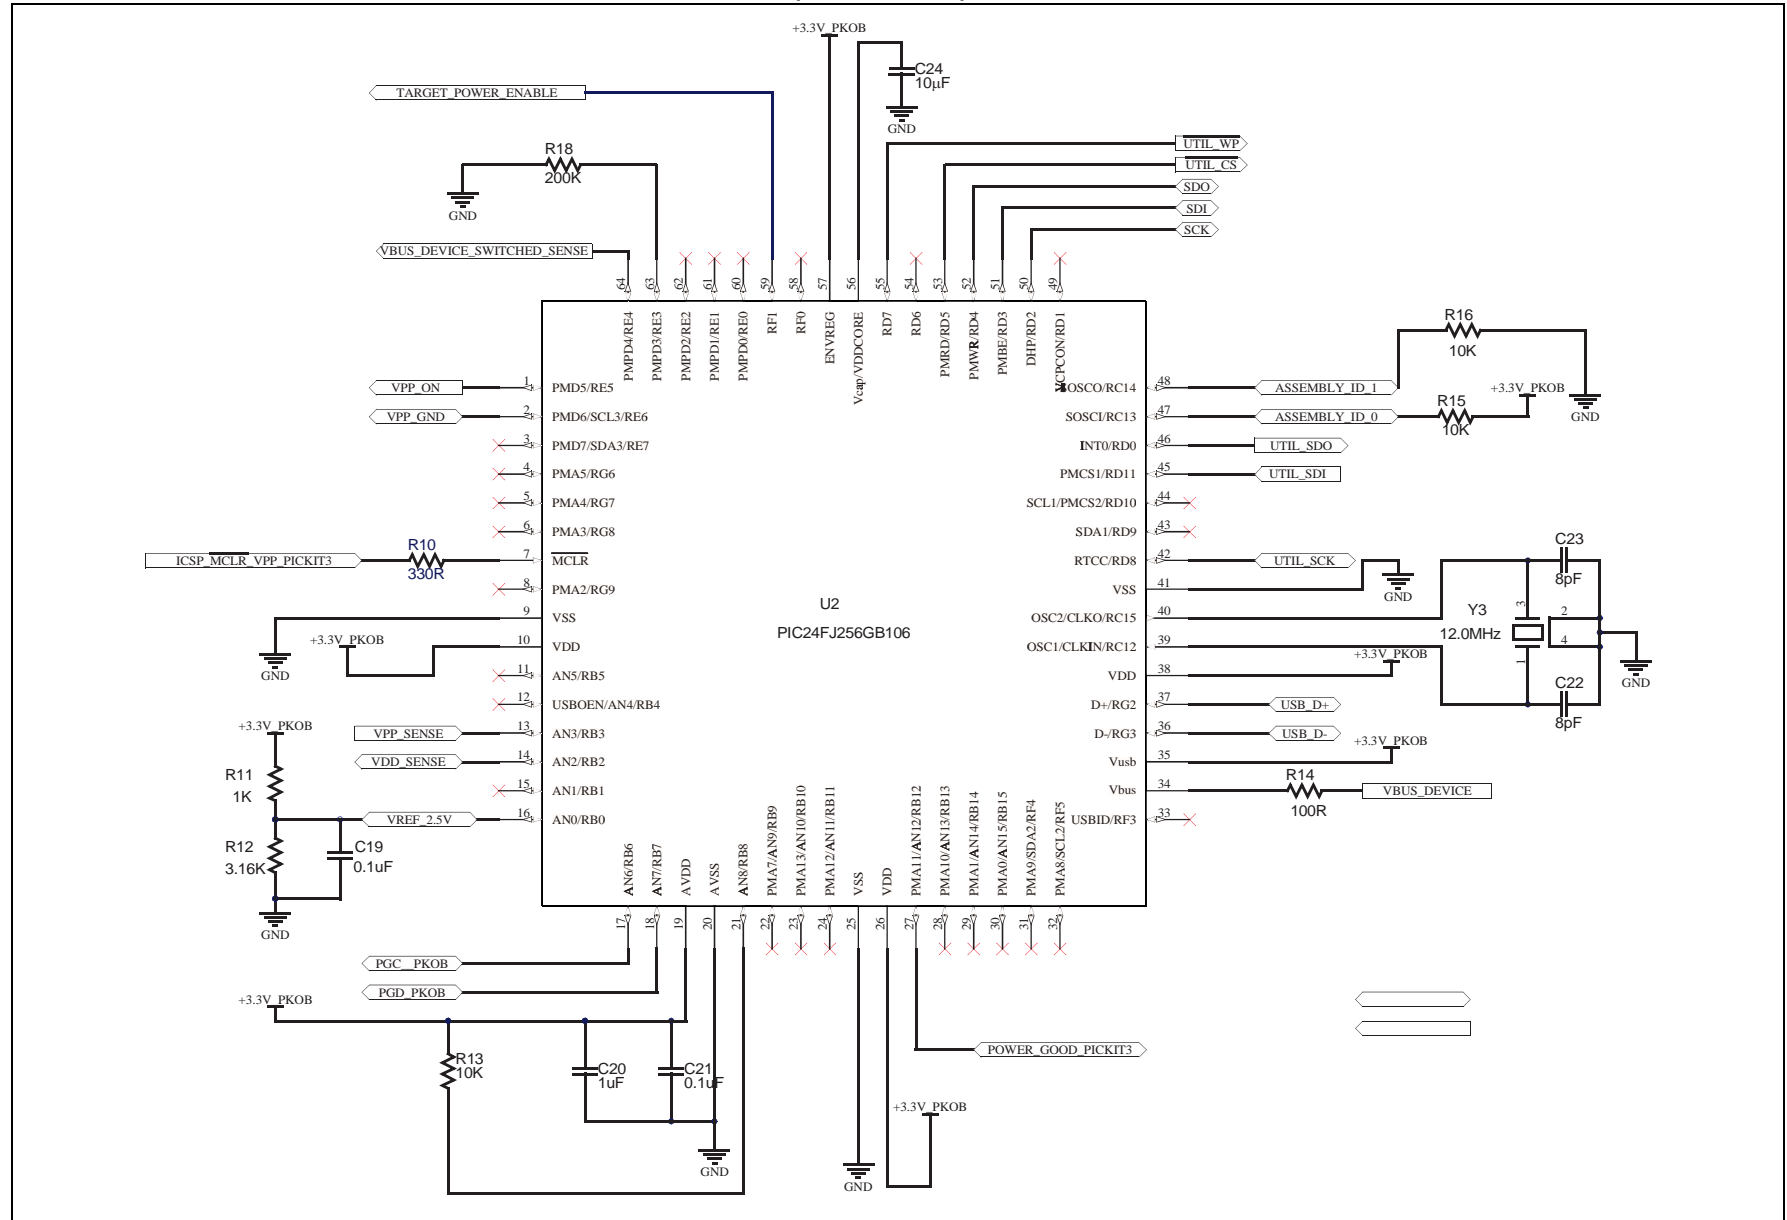 +3.3V_PKOB
C24
10µF
GND
TARGET_POWER_ENABLE
R18
200K
GND
UTIL_WP
UTIL_CS
SDO
SDI
SCK
VBUS_DEVICE_SWITCHED_SENSE
64 63 62 61 60 59 58 57 56 55 54 53 52 51 50 49
PMPD4/RE4
PMPD3/RE3
PMPD2/RE2
PMPD1/RE1
PMPD0/RE0
RF1
RF0
ENVREG
Vcap/VDDCORE
RD7
RD6
PMRD/RD5
PMWR/RD4
PMBE/RD3
DHP/RD2
VCPCON/RD1
VPP_ON 1 PMD5/RE5
VPP_GND 2 PMD6/SCL3/RE6
3 PMD7/SDA3/RE7
4 PMA5/RG6
5 PMA4/RG7
6 PMA3/RG8
ICSP_MCLR_VPP_PICKIT3
R10
330R
7 MCLR
8 PMA2/RG9
9 VSS
GND
+3.3V_PKOB
10 VDD
11 AN5/RB5
12 USBOEN/AN4/RB4
VPP_SENSE 13 AN3/RB3
VDD_SENSE 14 AN2/RB2
15 AN1/RB1
VREF_2.5V 16 AN0/RB0
+3.3V_PKOB
R11
1K
R12
3.16K
C19
0.1uF
GND
U2
PIC24FJ256GB106
SOSCO/RC14 48 ASSEMBLY_ID_1
R16
10K
GND
SOSCI/RC13 47 ASSEMBLY_ID_0
R15
10K
+3.3V_PKOB
INT0/RD0 46 UTIL_SDO
PMCS1/RD11 45 UTIL_SDI
SCL1/PMCS2/RD10 44
SDA1/RD9 43
RTCC/RD8 42 UTIL_SCK
VSS 41
GND
OSC2/CLKO/RC15 40
OSC1/CLKIN/RC12 39
C23
8pF
Y3
12.0MHz
3
2
4
1
C22
8pF
GND
+3.3V_PKOB
VDD 38
D+/RG2 37 USB_D+
D-/RG3 36 USB_D-
+3.3V_PKOB
Vusb 35
Vbus 34
R14
100R
VBUS_DEVICE
USBID/RF3 33
AN6/RB6
AN7/RB7
AVDD
AVSS
AN8/RB8
PMA7/AN9/RB9
PMA13/AN10/RB10
PMA12/AN11/RB11
VSS
VDD
PMA11/AN12/RB12
PMA10/AN13/RB13
PMA1/AN14/RB14
PMA0/AN15/RB15
PMA9/SDA2/RF4
PMA8/SCL2/RF5
17 18 19 20 21 22 23 24 25 26 27 28 29 30 31 32
PGC_PKOB
PGD_PKOB
+3.3V_PKOB
R13
10K
C20
1uF
C21
0.1uF
GND
GND
POWER_GOOD_PICKIT3
+3.3V_PKOB